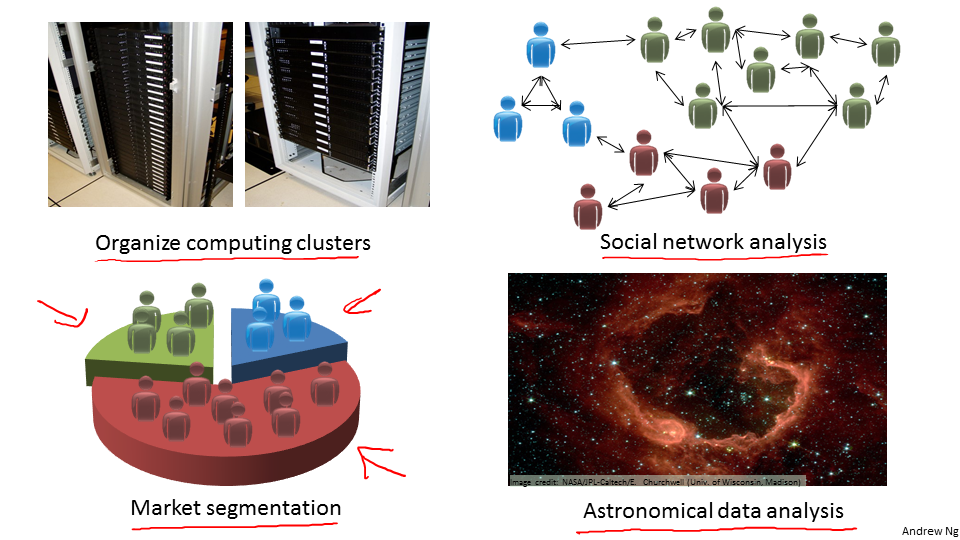 Organize computing clusters
Social network analysis
Market segmentation
Image credit: NASA/JPL-Caltech/E. Churchwell (Univ. of Wisconsin, Madison)
Astronomical data analysis
Andrew Ng